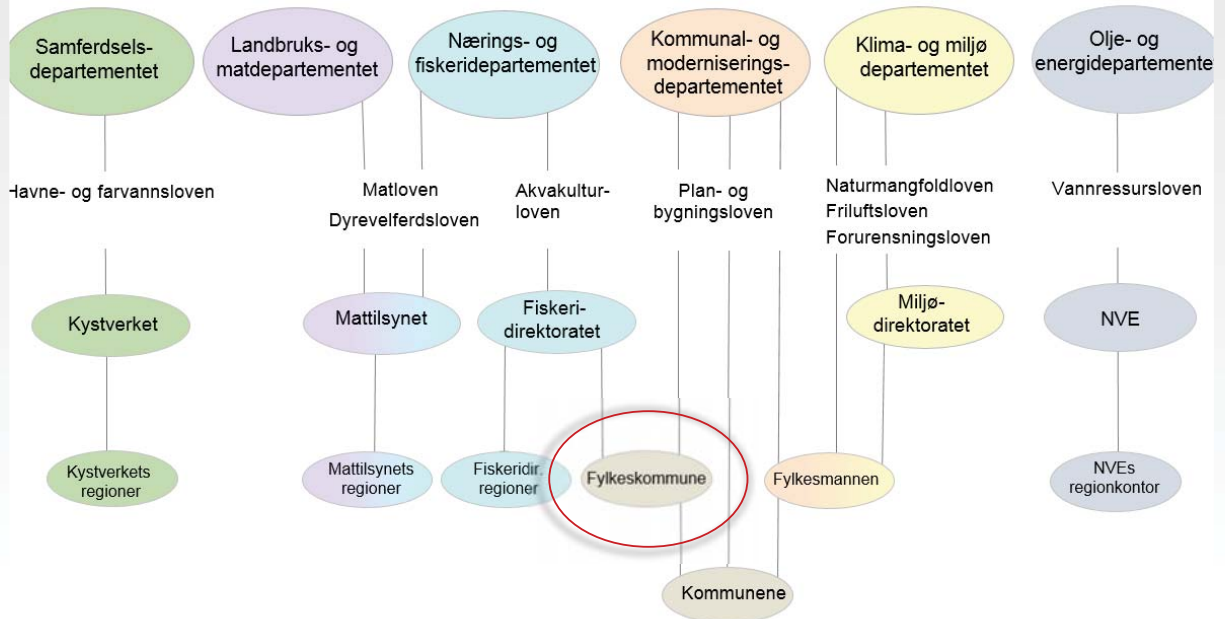 Samferdsels-
departementet
Landbruks- og
matdepartementet
Nærings- og
fiskeridepartementet
Kommunal- og
moderniserings-
departementet
Klima- og miljø
departementet
Olje- og
energidepartemente
Havne- og farvannsloven
Matloven
Dyrevelferdsloven
Akvakultur-
loven
Plan- og
bygningsloven
Naturmangfoldloven
Friluftsloven
Forurensningsloven
Vannressursloven
Kystverket
Mattilsynet
Fiskeri-
direktoratet
Miljø-
direktoratet
NVE
Kystverkets
regioner
Mattilsynets
regioner
Fiskeridir.
regioner
Fylkeskommune
Fylkesmannen
NVEs
regionkontor
Kommunene